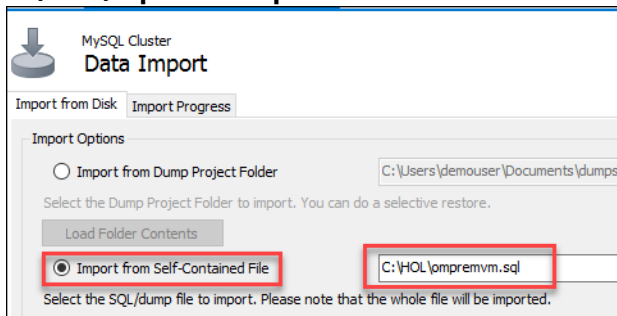 MySQL Cluster
Data Import
Import from Disk Import Progress
Import Options
Import from Dump Project Folder C:\Users\demouser\Documents\dumps
Select the Dump Project Folder to import. You can do a selective restore.
Load Folder Contents
Import from Self-Contained File C:\HOL\ompremvm.sql
Select the SQL/dump file to import. Please note that the whole file will be imported.